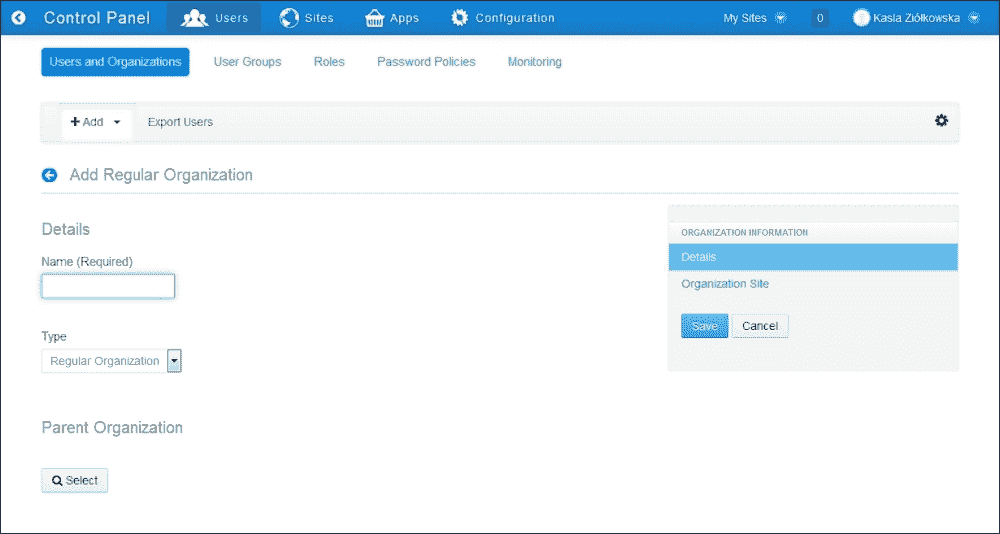 Control Panel Users Sites Apps Configuration My Sites 0 Kasia Ziółkowska
Users and Organizations User Groups Roles Password Policies Monitoring
Add Export Users
Add Regular Organization
Details
Name (Required)
Type
Regular Organization
Parent Organization
Select
ORGANIZATION INFORMATION
Details
Organization Site
Save Cancel